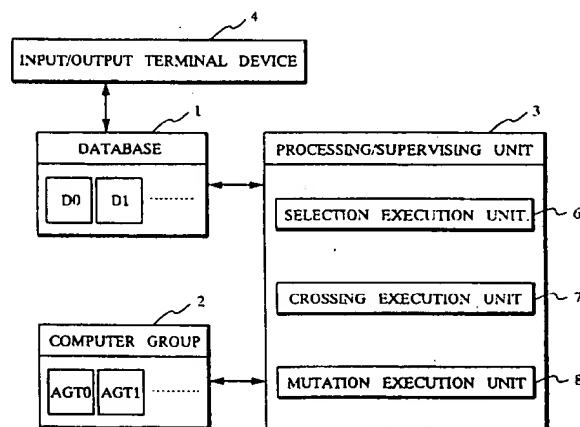 4
INPUT/OUTPUT TERMINAL DEVICE
1
DATABASE
D0 D1 ........
3
PROCESSING/SUPERVISING UNIT
SELECTION EXECUTION UNIT.
6
CROSSING EXECUTION UNIT
7
MUTATION EXECUTION UNIT
8
2
COMPUTER GROUP
AGT0 AGT1 ........